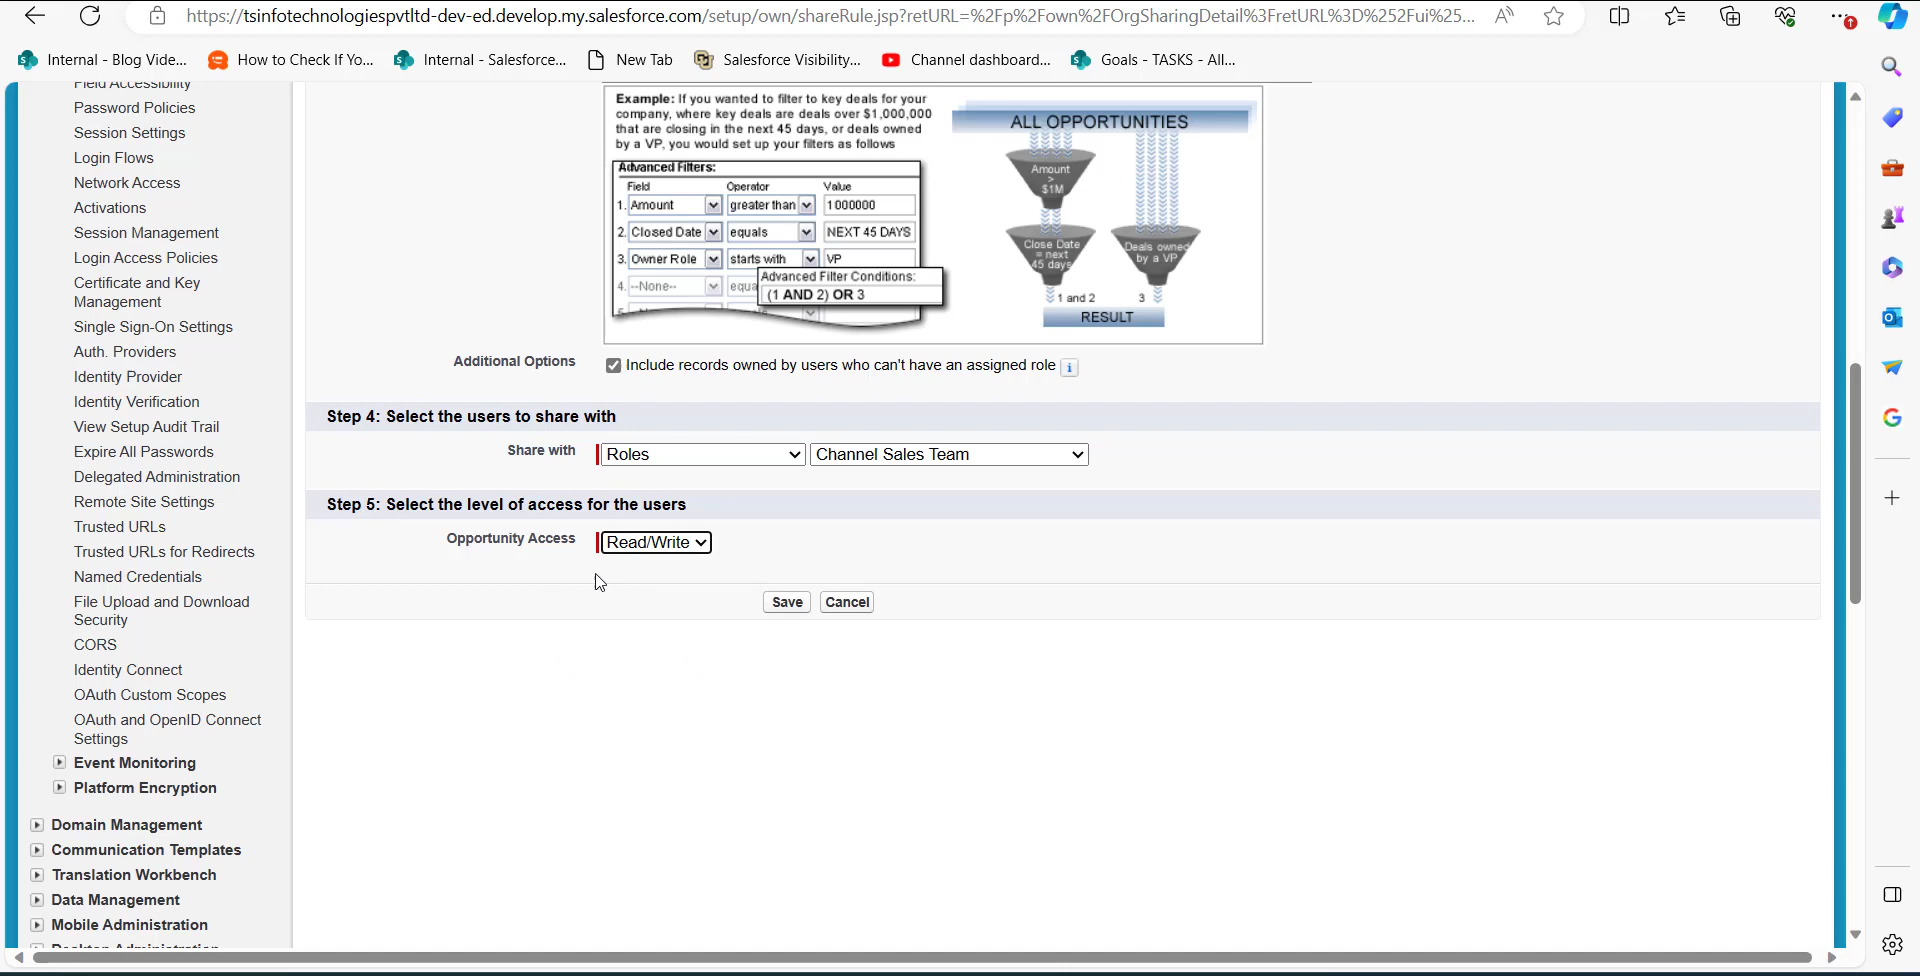 https://tsinfotechnologiespvtltd-dev-ed.develop.my.salesforce.com/setup/own/shareRule.jsp?retURL=%2Fp%2Fown%2FOrgSharingDetail%3FretURL%3D%252Fui%25...
Internal - Blog Vide...
How to Check If Yo...
Internal - Salesforce...
New Tab
Salesforce Visibility...
Channel dashboard...
Goals - TASKS - All...
Field Accessibility
Password Policies
Session Settings
Login Flows
Network Access
Activations
Session Management
Login Access Policies
Certificate and Key
Management
Single Sign-On Settings
Auth. Providers
Identity Provider
Identity Verification
View Setup Audit Trail
Expire All Passwords
Delegated Administration
Remote Site Settings
Trusted URLs
Trusted URLs for Redirects
Named Credentials
File Upload and Download
Security
CORS
Identity Connect
OAuth Custom Scopes
OAuth and OpenID Connect
Settings
Event Monitoring
Platform Encryption
Domain Management
Communication Templates
Translation Workbench
Data Management
Mobile Administration
Desktop Administration
Example: If you wanted to filter to key deals for your
company, where key deals are deals over $1,000,000
that are closing in the next 45 days, or deals owned
by a VP, you would set up your filters as follows
Advanced Filters:
Field Operator Value
1. Amount greater than 1000000
2. Closed Date equals NEXT 45 DAYS
3. Owner Role starts with VP
4. --None-- equa
Advanced Filter Conditions:
(1 AND 2) OR 3
5.
ALL OPPORTUNITIES
Amount
>
$1M
Close Date
= next
45 days
Deals owned
by a VP
1 and 2
3
RESULT
Additional Options
Include records owned by users who can't have an assigned role
i
Step 4: Select the users to share with
Share with Roles Channel Sales Team
Step 5: Select the level of access for the users
Opportunity Access Read/Write
Save Cancel